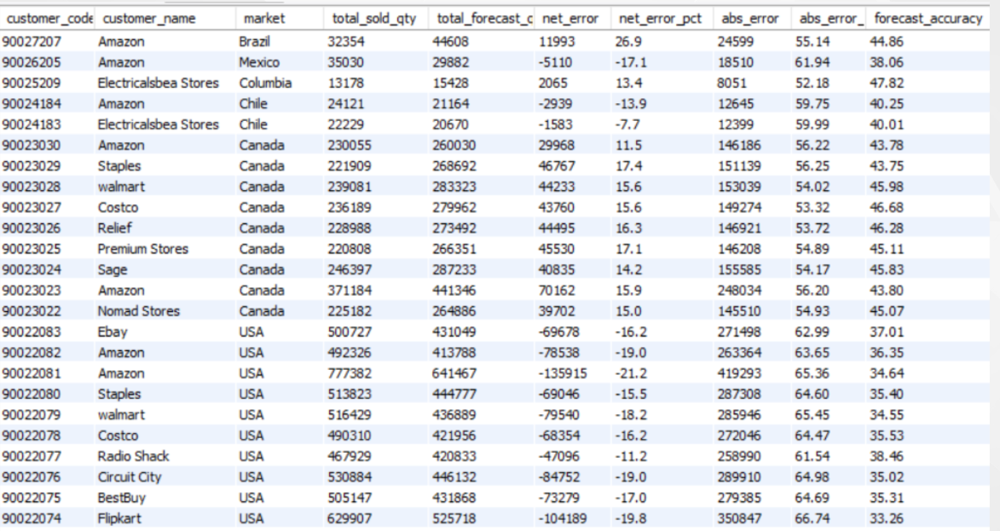 customer_code customer_name market total_sold_qty total_forecast_c net_error net_error_pct abs_error abs_error_ forecast_accuracy
90027207 Amazon Brazil 32354 44608 11993 26.9 24599 55.14 44.86
90026205 Amazon Mexico 35030 29882 -5110 -17.1 18510 61.94 38.06
90025209 Electricalsbea Stores Columbia 13178 15428 2065 13.4 8051 52.18 47.82
90024184 Amazon Chile 24121 21164 -2939 -13.9 12645 59.75 40.25
90024183 Electricalsbea Stores Chile 22229 20670 -1583 -7.7 12399 59.99 40.01
90023030 Amazon Canada 230055 260030 29968 11.5 146186 56.22 43.78
90023029 Staples Canada 221909 268692 46767 17.4 151139 56.25 43.75
90023028 walmart Canada 239081 283323 44233 15.6 153039 54.02 45.98
90023027 Costco Canada 236189 279962 43760 15.6 149274 53.32 46.68
90023026 Relief Canada 228988 273492 44495 16.3 146921 53.72 46.28
90023025 Premium Stores Canada 220808 266351 45530 17.1 146208 54.89 45.11
90023024 Sage Canada 246397 287233 40835 14.2 155585 54.17 45.83
90023023 Amazon Canada 371184 441346 70162 15.9 248034 56.20 43.80
90023022 Nomad Stores Canada 225182 264886 39702 15.0 145510 54.93 45.07
90022083 Ebay USA 500727 431049 -69678 -16.2 271498 62.99 37.01
90022082 Amazon USA 492326 413788 -78538 -19.0 263364 63.65 36.35
90022081 Amazon USA 777382 641467 -135915 -21.2 419293 65.36 34.64
90022080 Staples USA 513823 444777 -69046 -15.5 287308 64.60 35.40
90022079 walmart USA 516429 436889 -79540 -18.2 285946 65.45 34.55
90022078 Costco USA 490310 421956 -68354 -16.2 272046 64.47 35.53
90022077 Radio Shack USA 467929 420833 -47096 -11.2 258990 61.54 38.46
90022076 Circuit City USA 530884 446132 -84752 -19.0 289910 64.98 35.02
90022075 BestBuy USA 505147 431868 -73279 -17.0 279385 64.69 35.31
90022074 Flipkart USA 629907 525718 -104189 -19.8 350847 66.74 33.26